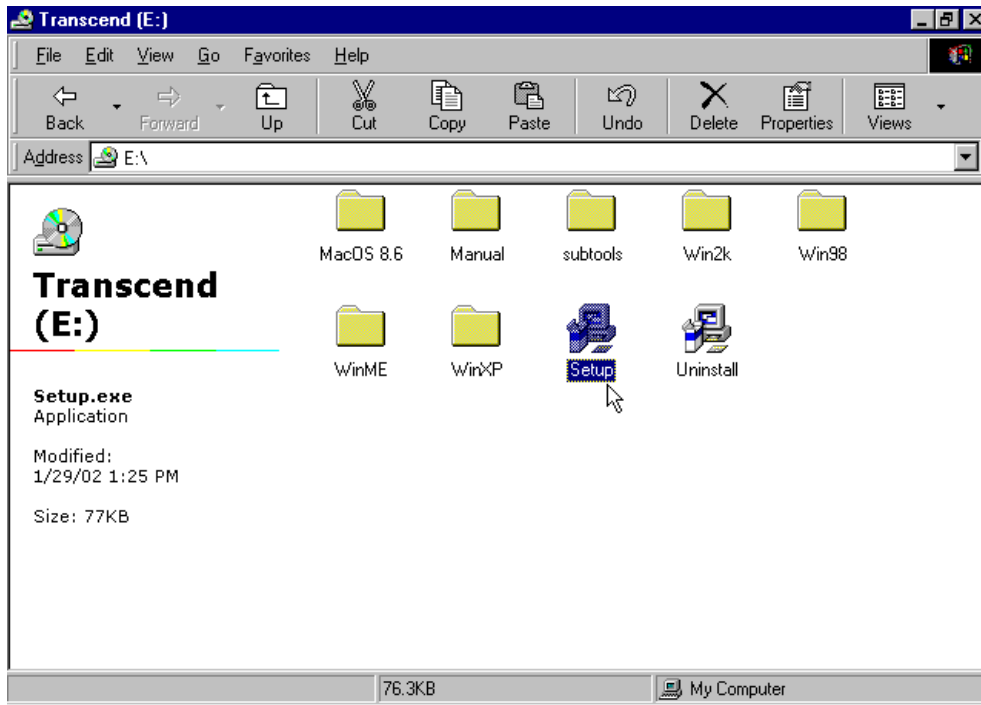 Transcend (E:)
File Edit View Go Favorites Help
Back Forward Up Cut Copy Paste Undo Delete Properties Views
Address E:\
Transcend
(E:)
Setup.exe
Application
Modified:
1/29/02 1:25 PM
Size: 77KB
MacOS 8.6 Manual subtools Win2k Win98
WinME WinXP Setup Uninstall
76.3KB My Computer